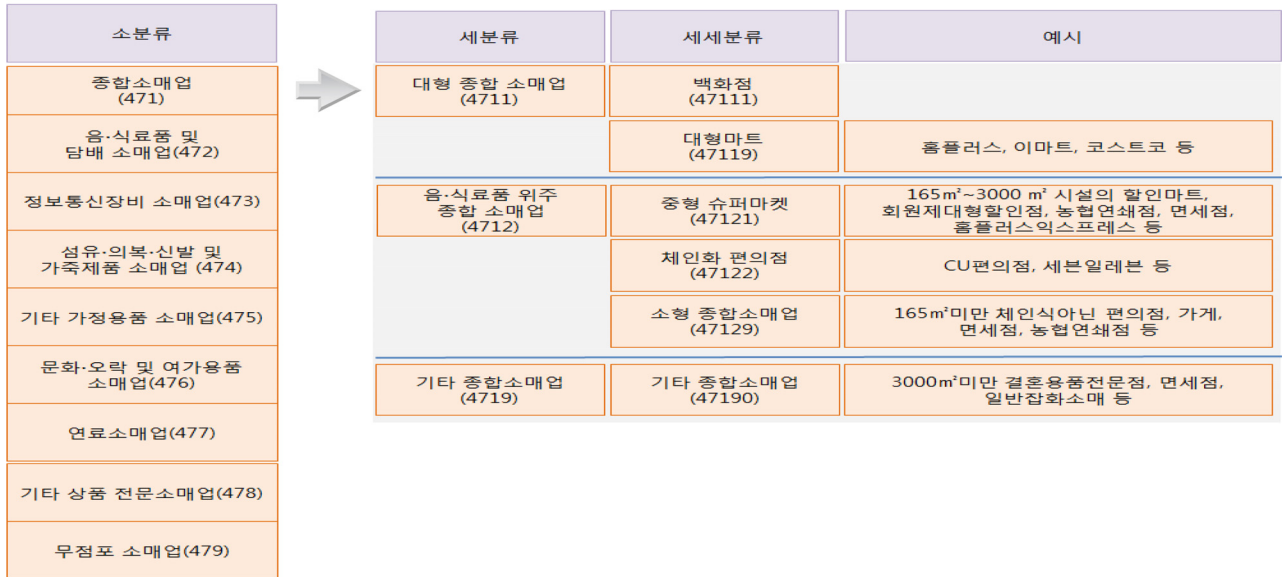 소분류
종합소매업
(471)
음·식료품 및
담배 소매업(472)
정보통신장비 소매업(473)
섬유·의복·신발 및
가죽제품 소매업 (474)
기타 가정용품 소매업(475)
문화·오락 및 여가용품
소매업(476)
연료소매업(477)
기타 상품 전문소매업(478)
무점포 소매업(479)
세분류
세세분류
예시
대형 종합 소매업
(4711)
백화점
(47111)
대형마트
(47119)
홈플러스, 이마트, 코스트코 등
음·식료품 위주
종합 소매업
(4712)
중형 슈퍼마켓
(47121)
165㎡~3000 ㎡ 시설의 할인마트,
회원제대형할인점, 농협연쇄점, 면세점,
홈플러스익스프레스 등
체인화 편의점
(47122)
CU편의점, 세븐일레븐 등
소형 종합소매업
(47129)
165㎡미만 체인식아닌 편의점, 가게,
면세점, 농협연쇄점 등
기타 종합소매업
(4719)
기타 종합소매업
(47190)
3000㎡미만 결혼용품전문점, 면세점,
일반잡화소매 등